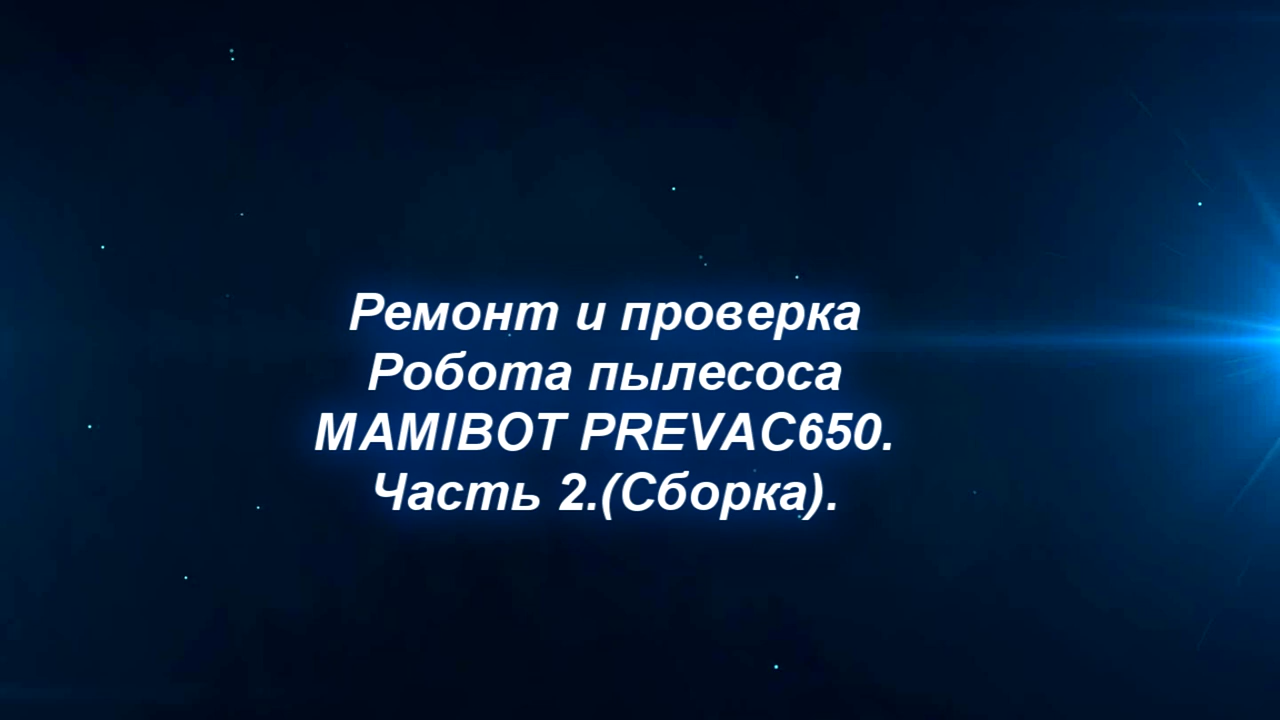 Ремонт и проверка
Робота пылесоса
MAMIBOT PREVAC650.
Часть 2.(Сборка).